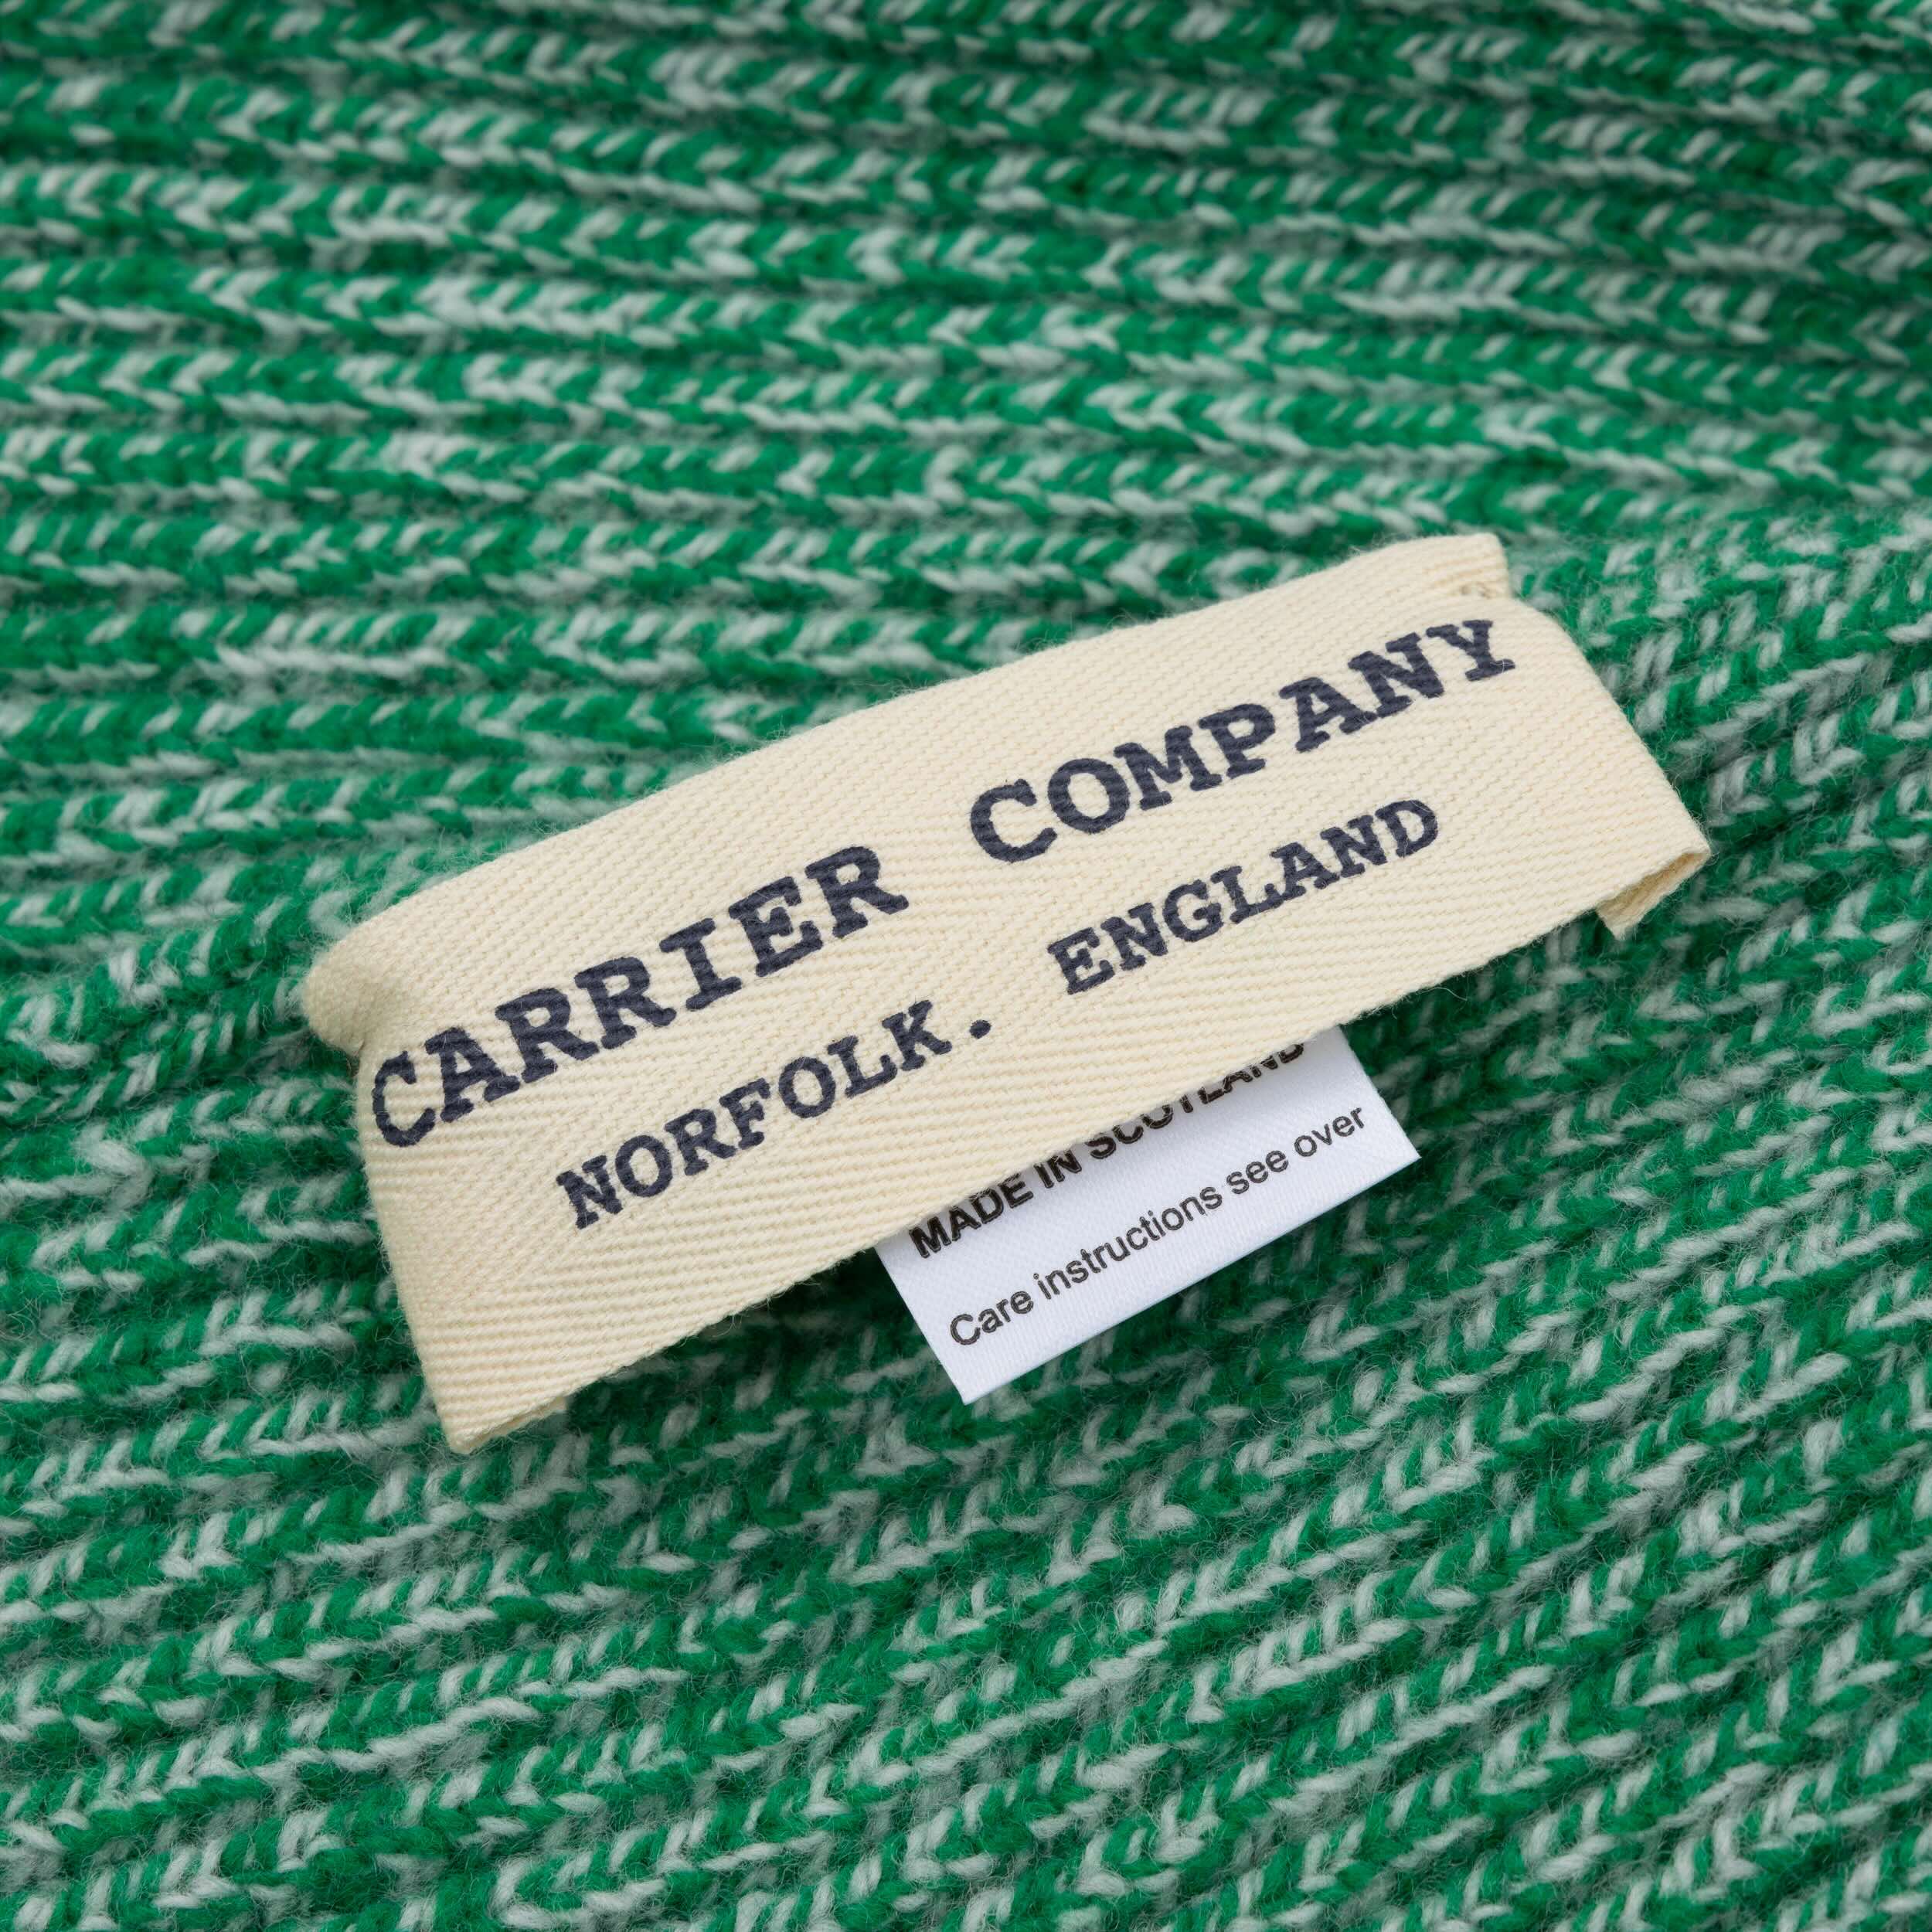 CARRIER COMPANY
NORFOLK. ENGLAND
MADE IN SCOTLAND
Care instructions see over